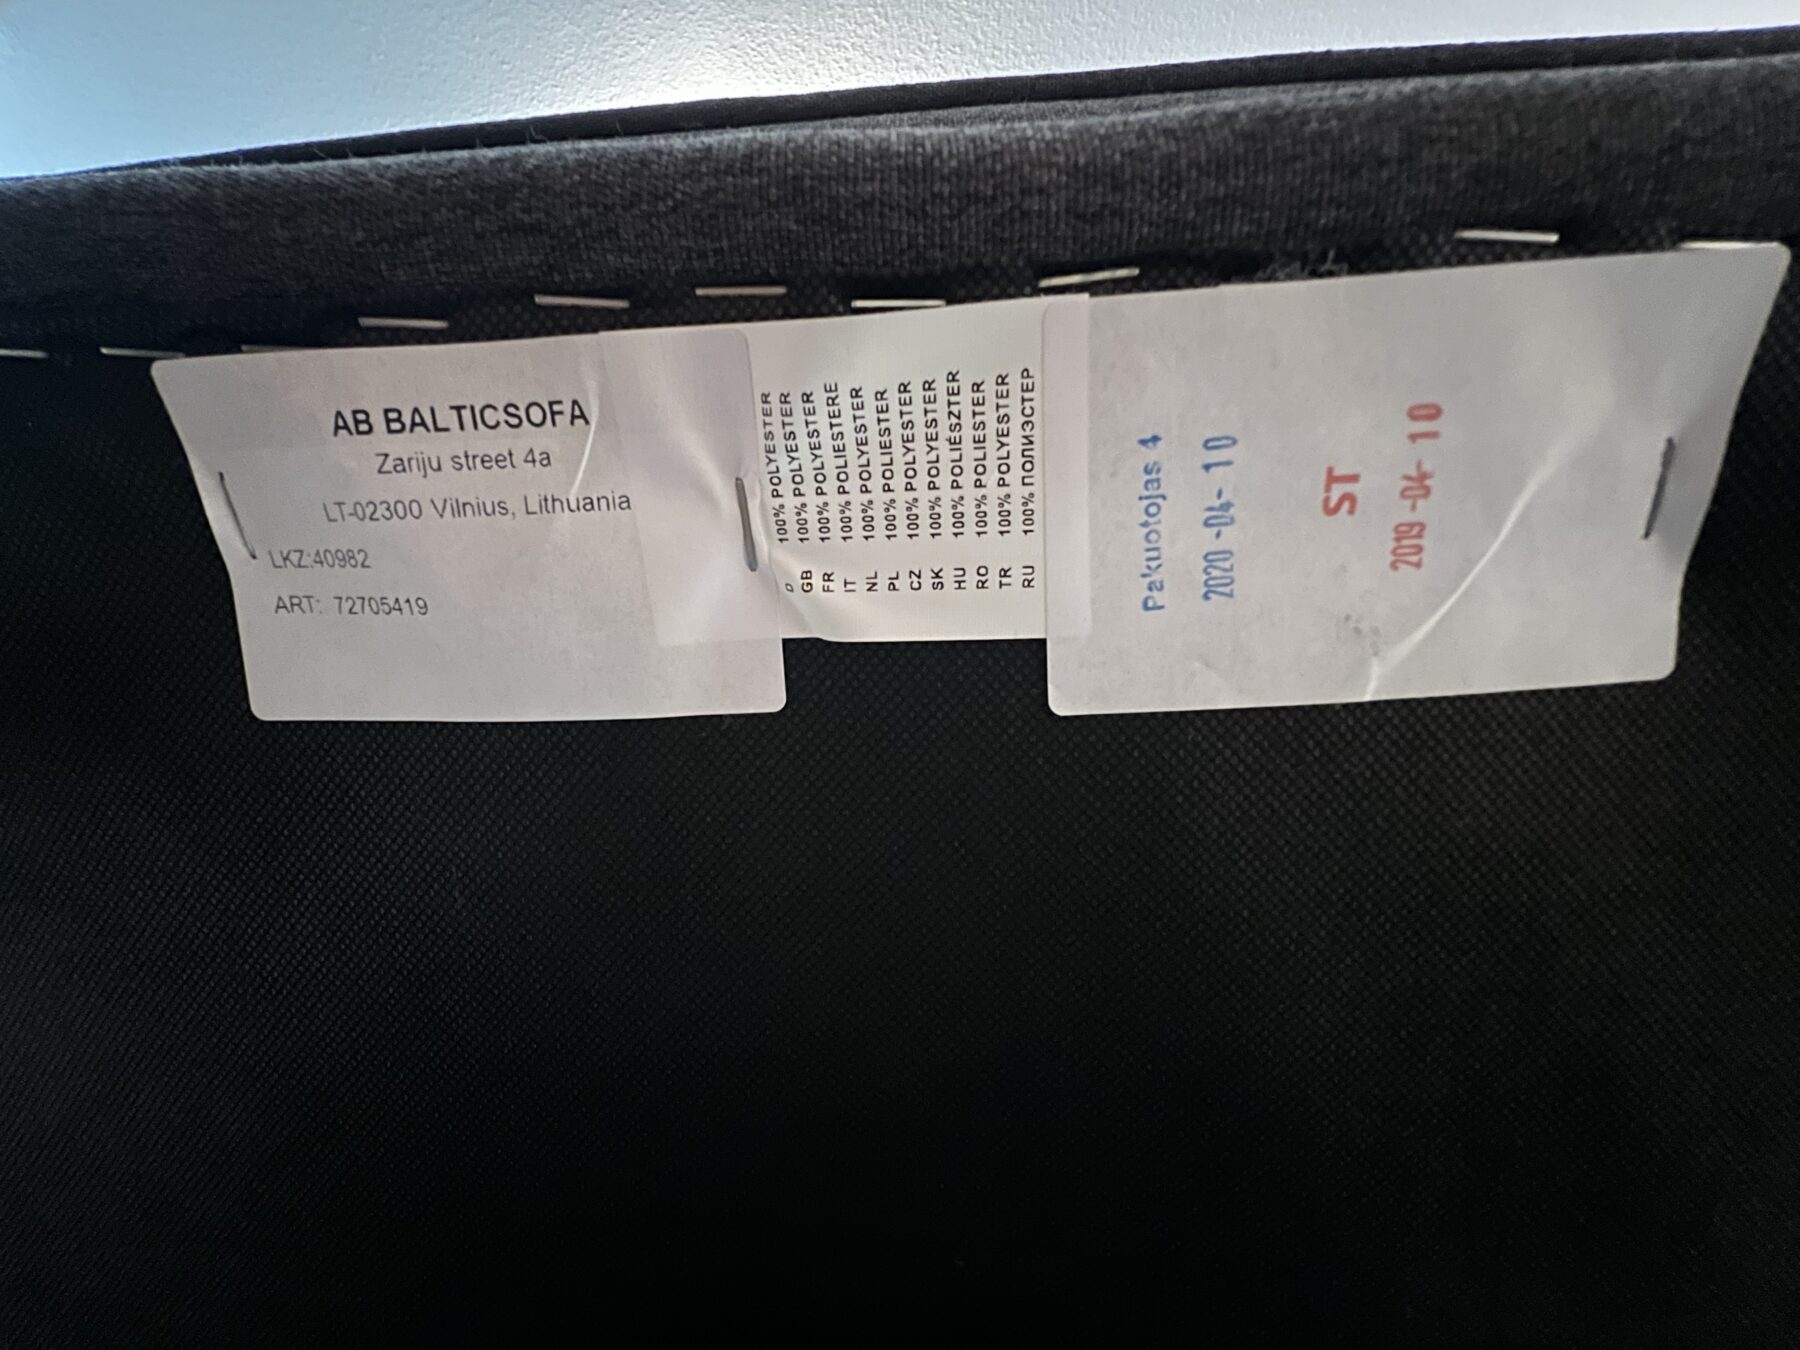 AB BALTICSOFA
Zariju street 4a
LT-02300 Vilnius, Lithuania
LKZ:40982
ART: 72705419
D 100% POLYESTER
GB 100% POLYESTER
FR 100% POLYESTER
IT 100% POLIESTERE
NL 100% POLYESTER
PL 100% POLIESTER
CZ 100% POLYESTER
SK 100% POLYESTER
HU 100% POLIÉSZTER
RO 100% POLIESTER
TR 100% POLYESTER
RU 100% ПОЛИЭСТЕР
Pakuotojas 4
2020 -04- 10
ST
2019 -04- 10